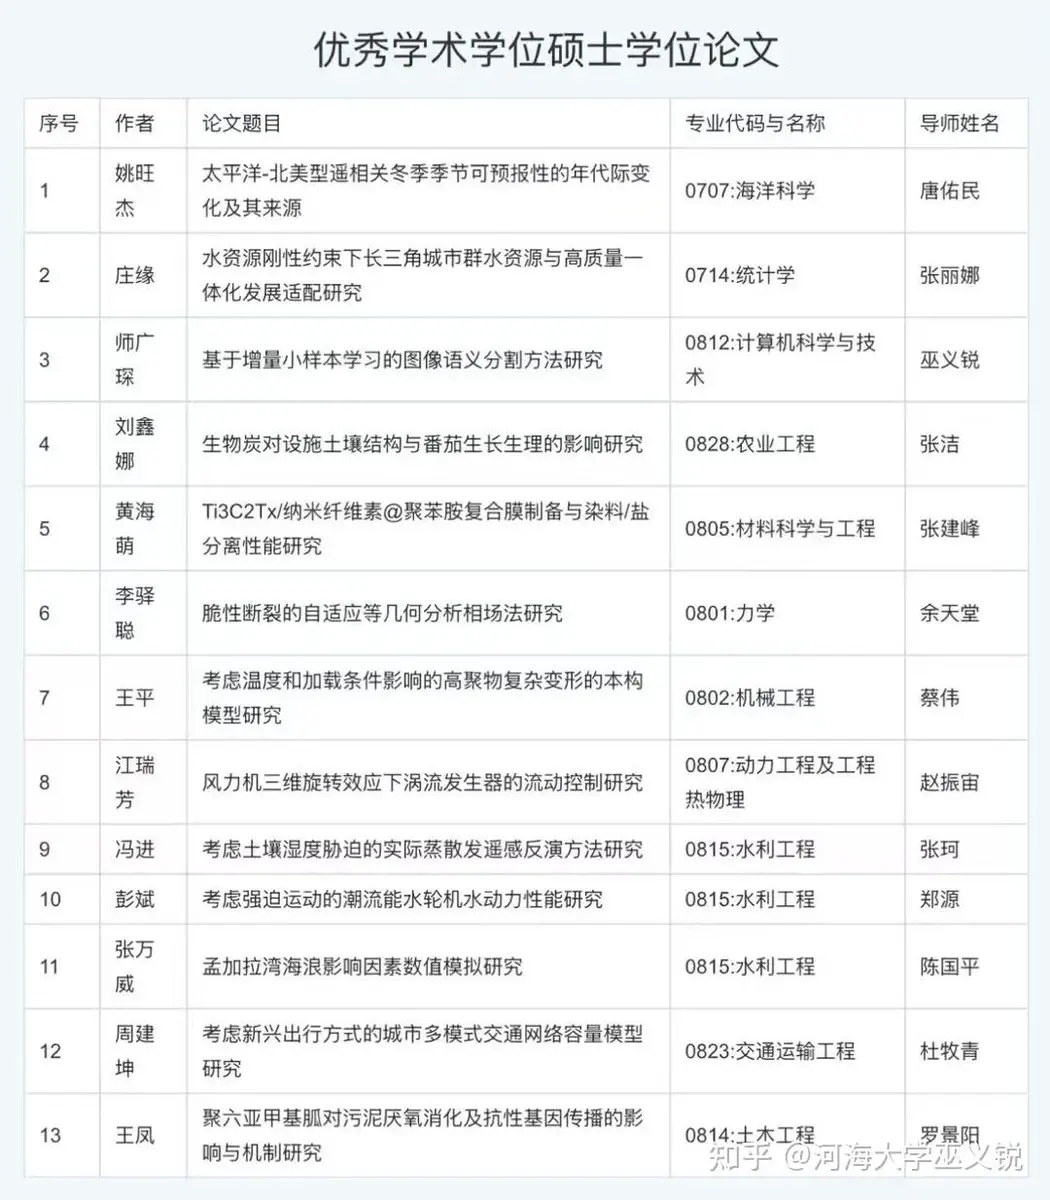 优秀学术学位硕士学位论文
序号 作者 论文题目 专业代码与名称 导师姓名
1 姚旺杰 太平洋-北美型遥相关冬季季节可预报性的年代际变化及其来源 0707:海洋科学 唐佑民
2 庄缘 水资源刚性约束下长三角城市群水资源与高质量一体化发展适配研究 0714:统计学 张丽娜
3 师广琛 基于增量小样本学习的图像语义分割方法研究 0812:计算机科学与技术 巫义锐
4 刘鑫娜 生物炭对设施土壤结构与番茄生长生理的影响研究 0828:农业工程 张洁
5 黄海萌 Ti3C2Tx/纳米纤维素@聚苯胺复合膜制备与染料/盐分离性能研究 0805:材料科学与工程 张建峰
6 李驿聪 脆性断裂的自适应等几何分析相场法研究 0801:力学 余天堂
7 王平 考虑温度和加载条件影响的高聚物复杂变形的本构模型研究 0802:机械工程 蔡伟
8 江瑞芳 风力机三维旋转效应下涡流发生器的流动控制研究 0807:动力工程及工程热物理 赵振宙
9 冯进 考虑土壤湿度胁迫的实际蒸散发遥感反演方法研究 0815:水利工程 张珂
10 彭斌 考虑强迫运动的潮流能水轮机水动力性能研究 0815:水利工程 郑源
11 张万威 孟加拉湾海浪影响因素数值模拟研究 0815:水利工程 陈国平
12 周建坤 考虑新兴出行方式的城市多模式交通网络容量模型研究 0823:交通运输工程 杜牧青
13 王凤 聚六亚甲基胍对污泥厌氧消化及抗性基因传播的影响与机制研究 0814:土木工程 罗景阳
知乎 @河海大学巫义锐